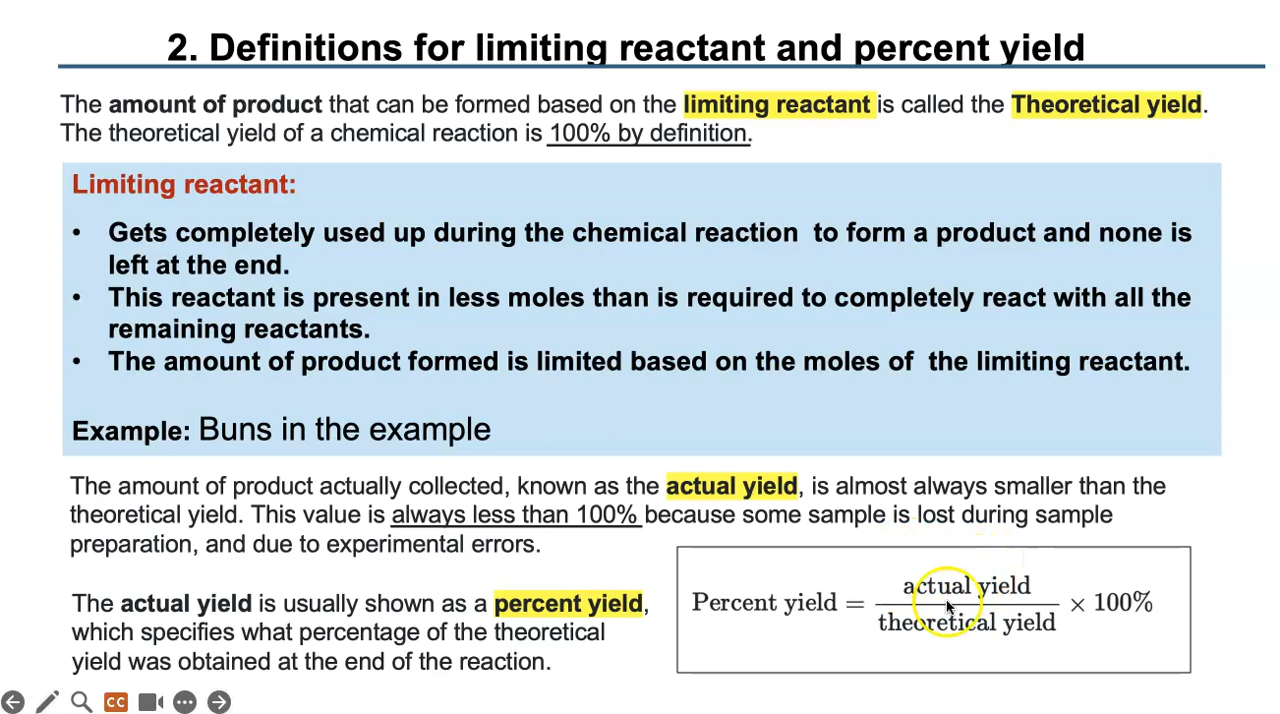 2. Definitions for limiting reactant and percent yield
The amount of product that can be formed based on the limiting reactant is called the Theoretical yield.
The theoretical yield of a chemical reaction is 100% by definition.
Limiting reactant:
• Gets completely used up during the chemical reaction to form a product and none is
left at the end.
• This reactant is present in less moles than is required to completely react with all the
remaining reactants.
• The amount of product formed is limited based on the moles of the limiting reactant.
Example: Buns in the example
The amount of product actually collected, known as the actual yield, is almost always smaller than the
theoretical yield. This value is always less than 100% because some sample is lost during sample
preparation, and due to experimental errors.
The actual yield is usually shown as a percent yield,
which specifies what percentage of the theoretical
yield was obtained at the end of the reaction.
Percent yield = actual yield / theoretical yield × 100%
CC